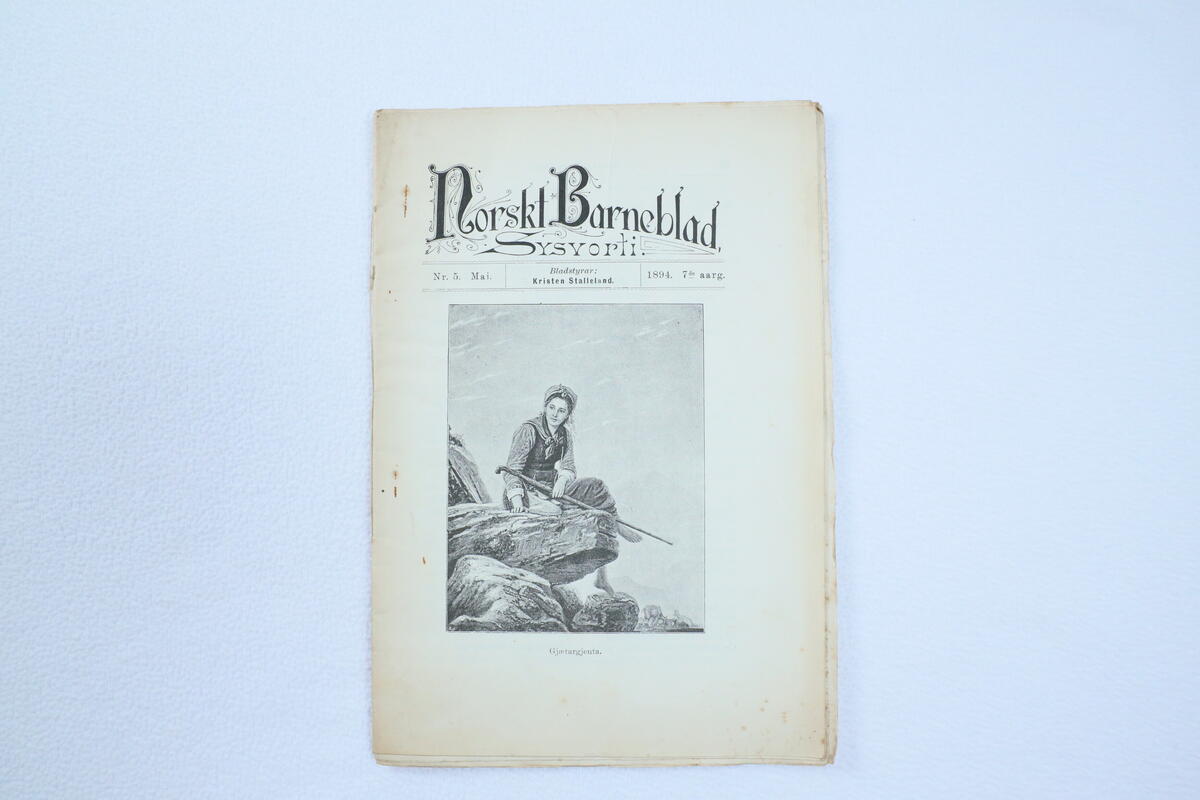 Norskt Barneblad,
Sysvorti.
Nr. 5. Mai.
Bladstyrar:
Kristen Stalleland.
1894. 7de aarg.
Gjætargjenta.